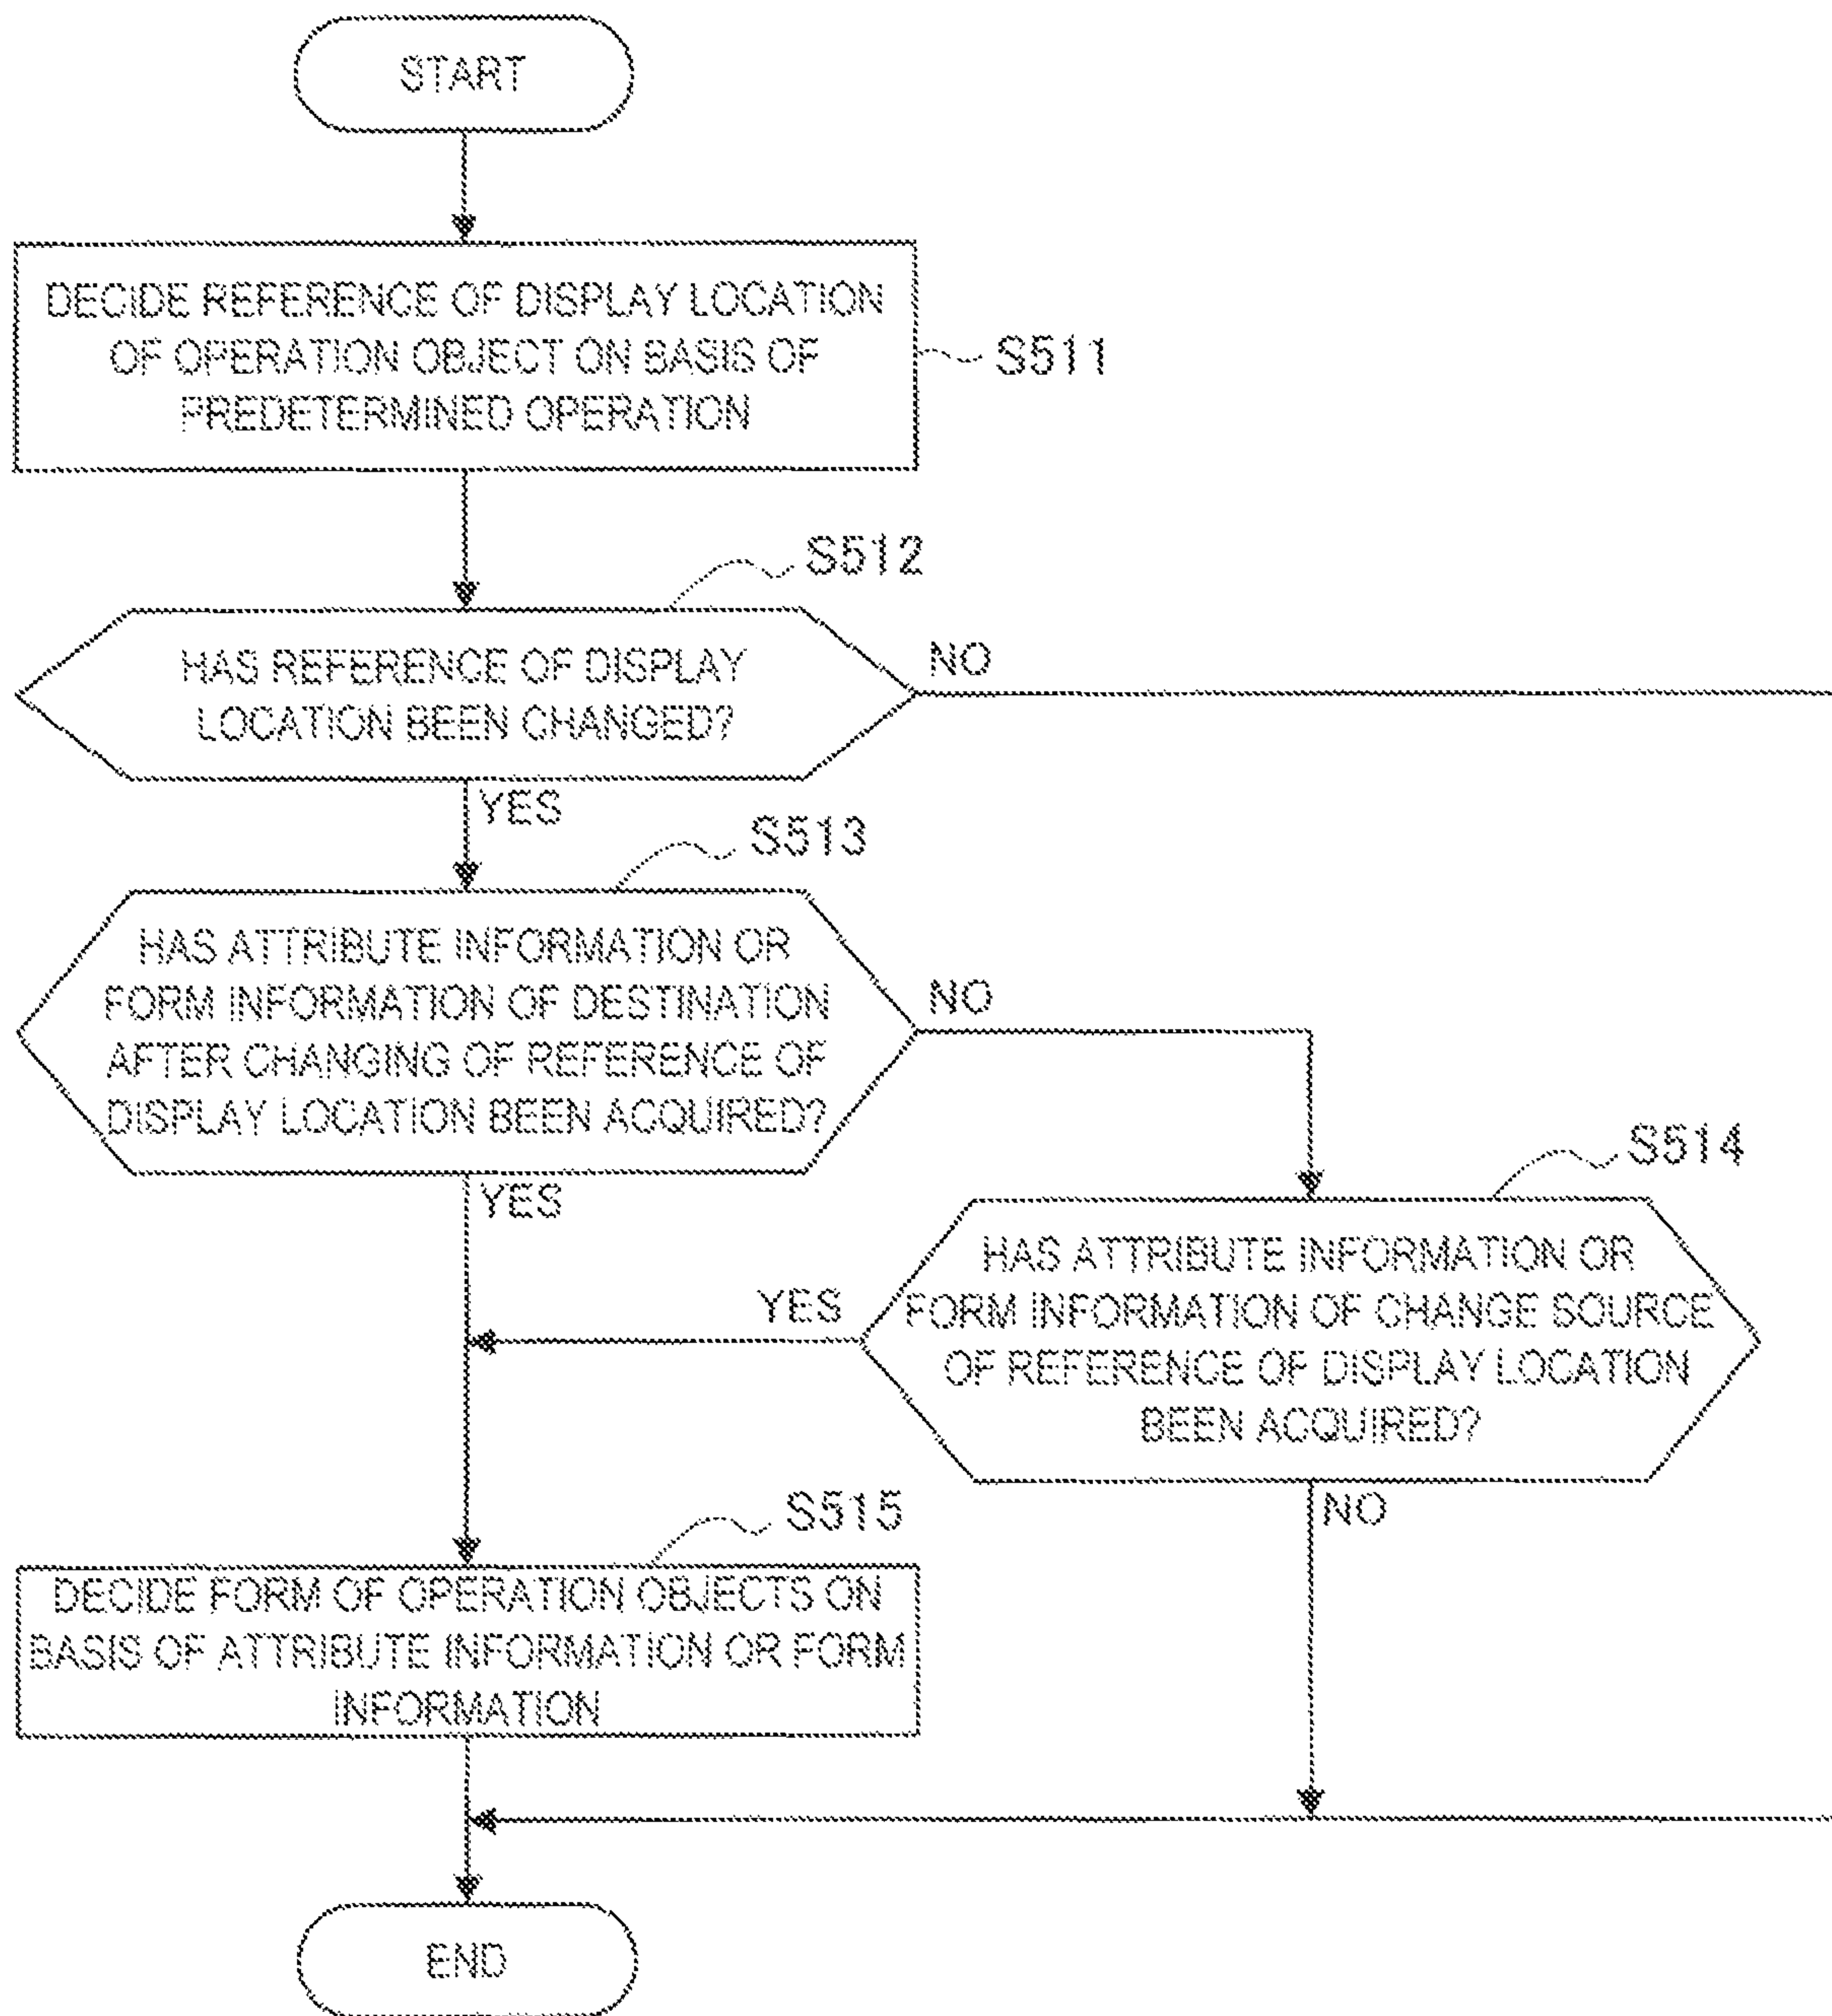 START
DECIDE REFERENCE OF DISPLAY LOCATION
OF OPERATION OBJECT ON BASIS OF
PREDETERMINED OPERATION
S511
S512
HAS REFERENCE OF DISPLAY
LOCATION BEEN CHANGED?
NO
YES
S513
HAS ATTRIBUTE INFORMATION OR
FORM INFORMATION OF DESTINATION
AFTER CHANGING OF REFERENCE OF
DISPLAY LOCATION BEEN ACQUIRED?
NO
YES
S514
HAS ATTRIBUTE INFORMATION OR
FORM INFORMATION OF CHANGE SOURCE
OF REFERENCE OF DISPLAY LOCATION
BEEN ACQUIRED?
YES
NO
S515
DECIDE FORM OF OPERATION OBJECTS ON
BASIS OF ATTRIBUTE INFORMATION OR FORM
INFORMATION
END